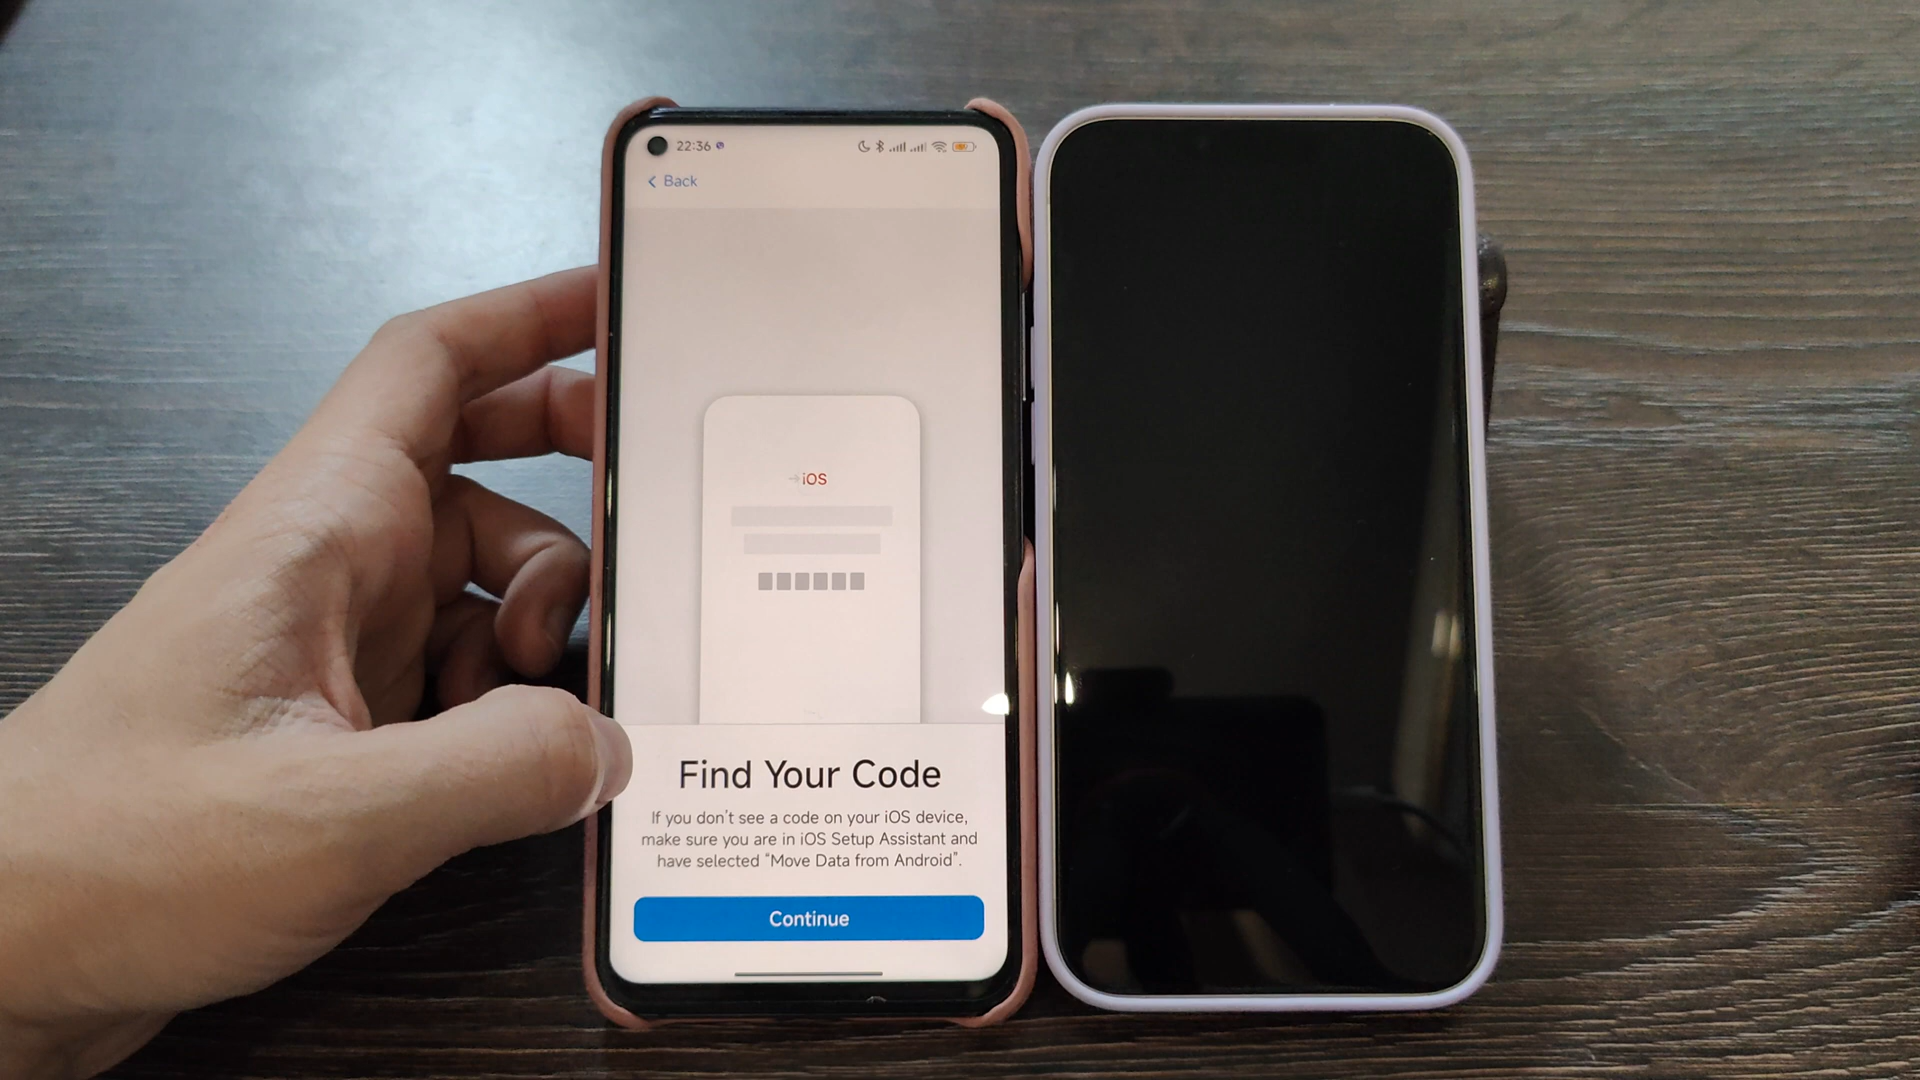 22:36
Back
iOS
Find Your Code
If you don't see a code on your iOS device,
make sure you are in iOS Setup Assistant and
have selected “Move Data from Android”.
Continue